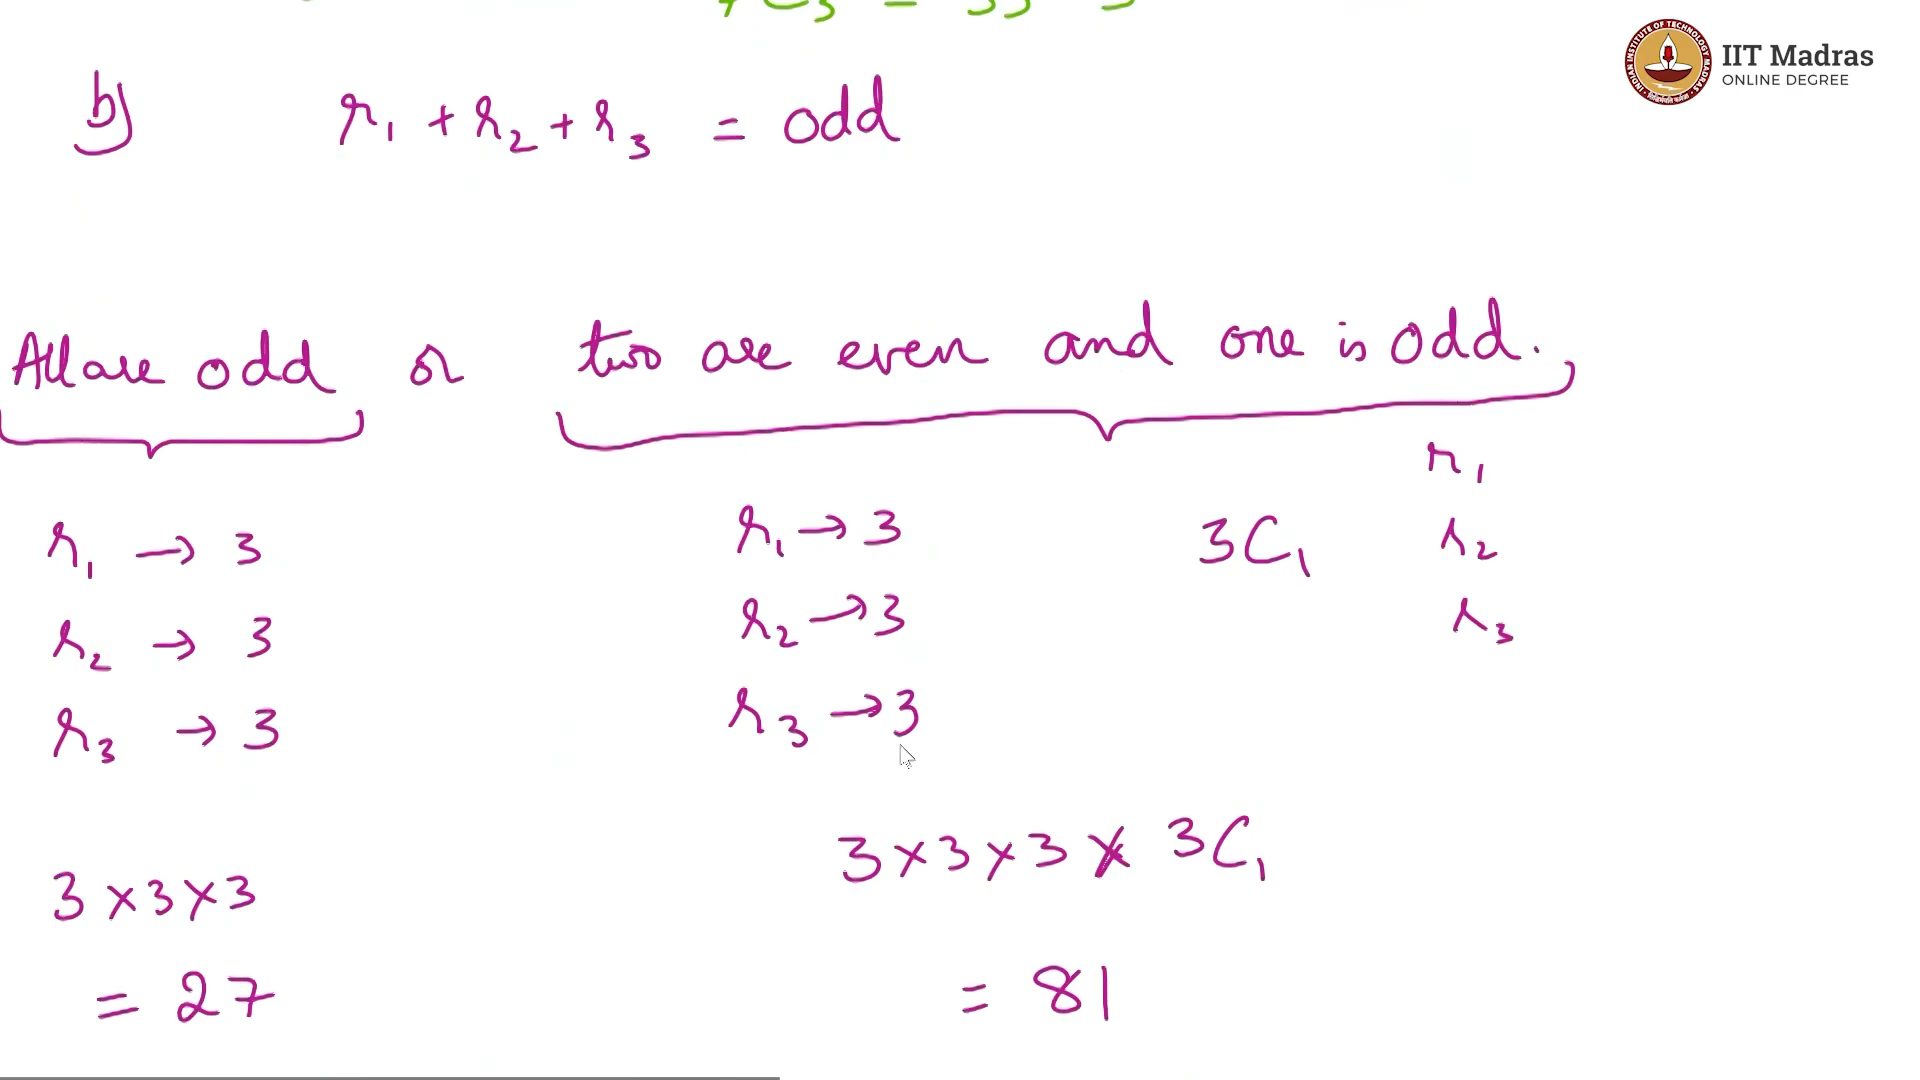 IIT Madras
ONLINE DEGREE
b) r₁ + r₂ + r₃ = odd
All are odd or two are even and one is odd.
r₁ → 3
r₂ → 3
r₃ → 3
3 × 3 × 3
= 27
r₁ → 3
r₂ → 3
r₃ → 3
3C₁
r₁
r₂
r₃
3 × 3 × 3 × 3C₁
= 81